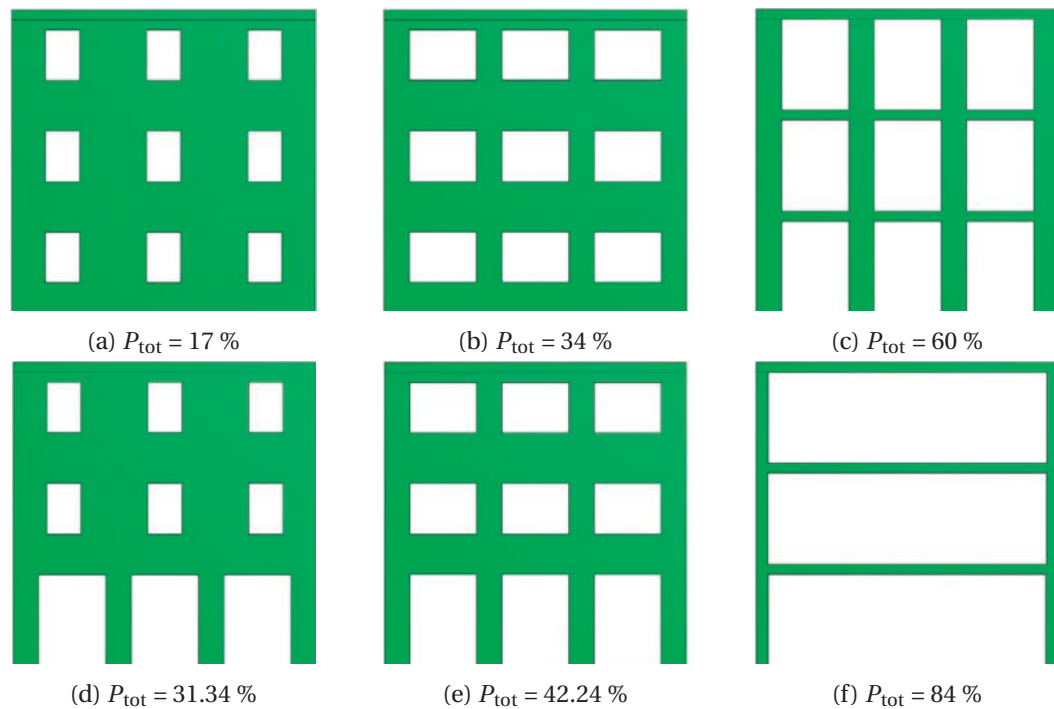 (a) P_tot = 17 %
(b) P_tot = 34 %
(c) P_tot = 60 %
(d) P_tot = 31.34 %
(e) P_tot = 42.24 %
(f) P_tot = 84 %